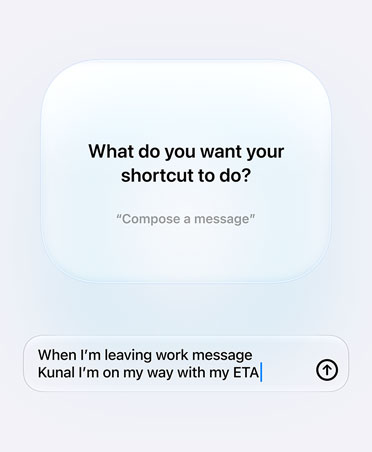 What do you want your
shortcut to do?
“Compose a message”
When I’m leaving work message
Kunal I’m on my way with my ETA